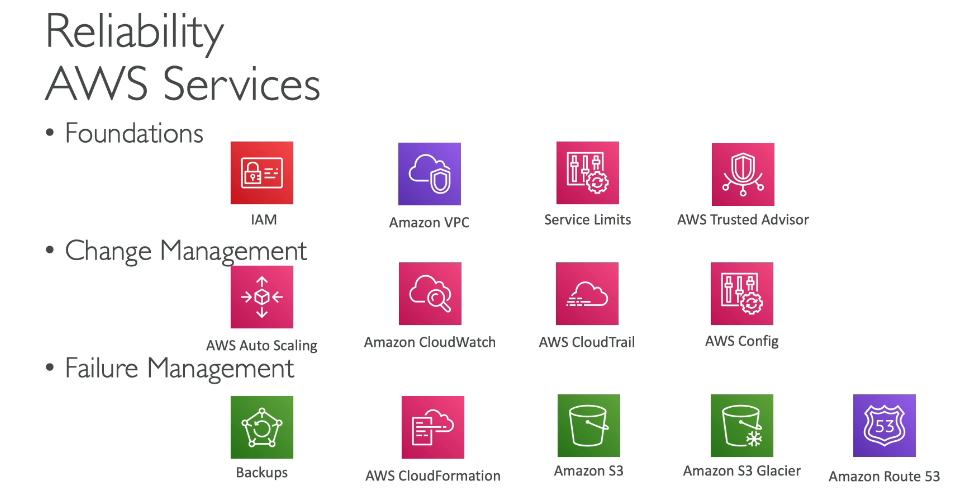 Reliability
AWS Services
• Foundations
IAM
Amazon VPC
Service Limits
AWS Trusted Advisor
• Change Management
AWS Auto Scaling
Amazon CloudWatch
AWS CloudTrail
AWS Config
• Failure Management
Backups
AWS CloudFormation
Amazon S3
Amazon S3 Glacier
53
Amazon Route 53